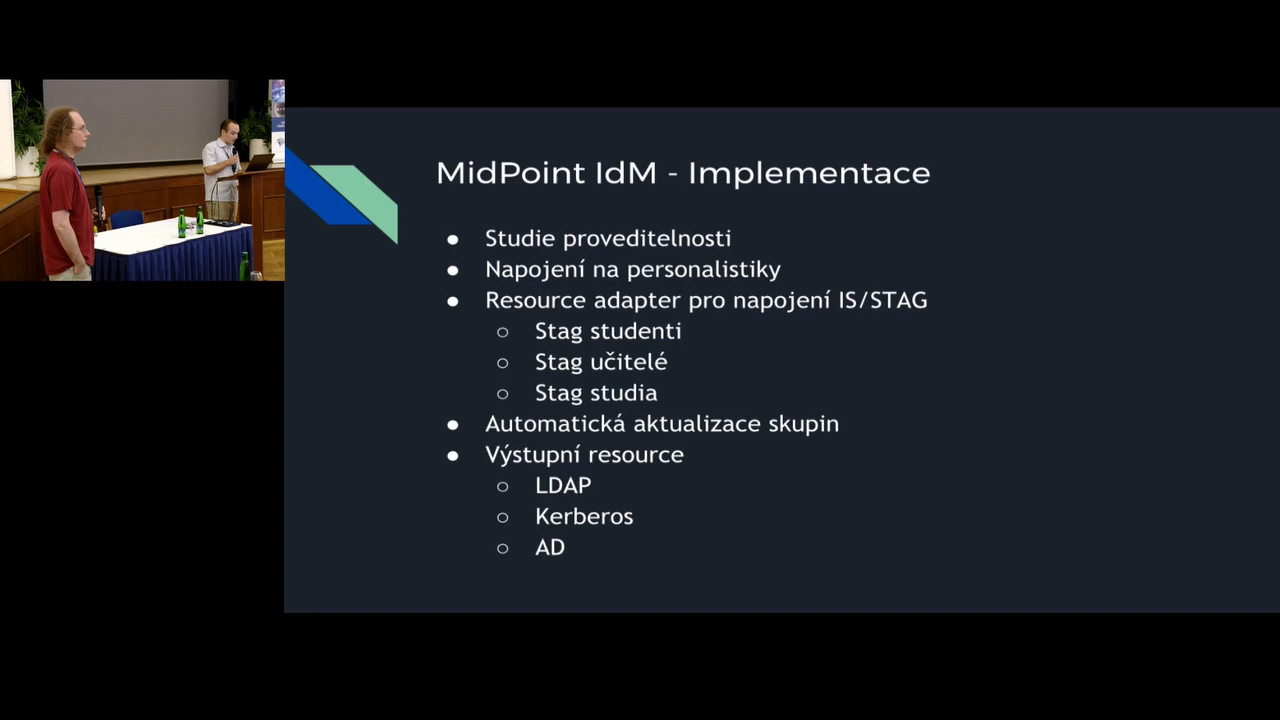 MidPoint IdM - Implementace
● Studie proveditelnosti
● Napojení na personalistiky
● Resource adapter pro napojení IS/STAG
○ Stag studenti
○ Stag učitelé
○ Stag studia
● Automatická aktualizace skupin
● Výstupní resource
○ LDAP
○ Kerberos
○ AD